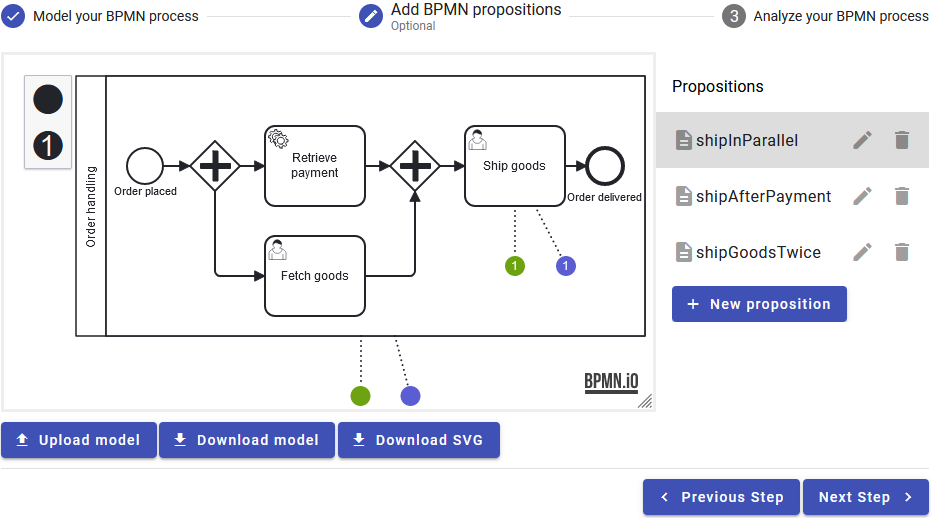 Model your BPMN process
Add BPMN propositions
Optional
3
Analyze your BPMN process
1
Order handling
Order placed
Retrieve
payment
Fetch goods
Ship goods
Order delivered
1
1
BPMN.iO
Propositions
shipInParallel
shipAfterPayment
shipGoodsTwice
+ New proposition
Upload model
Download model
Download SVG
Previous Step
Next Step